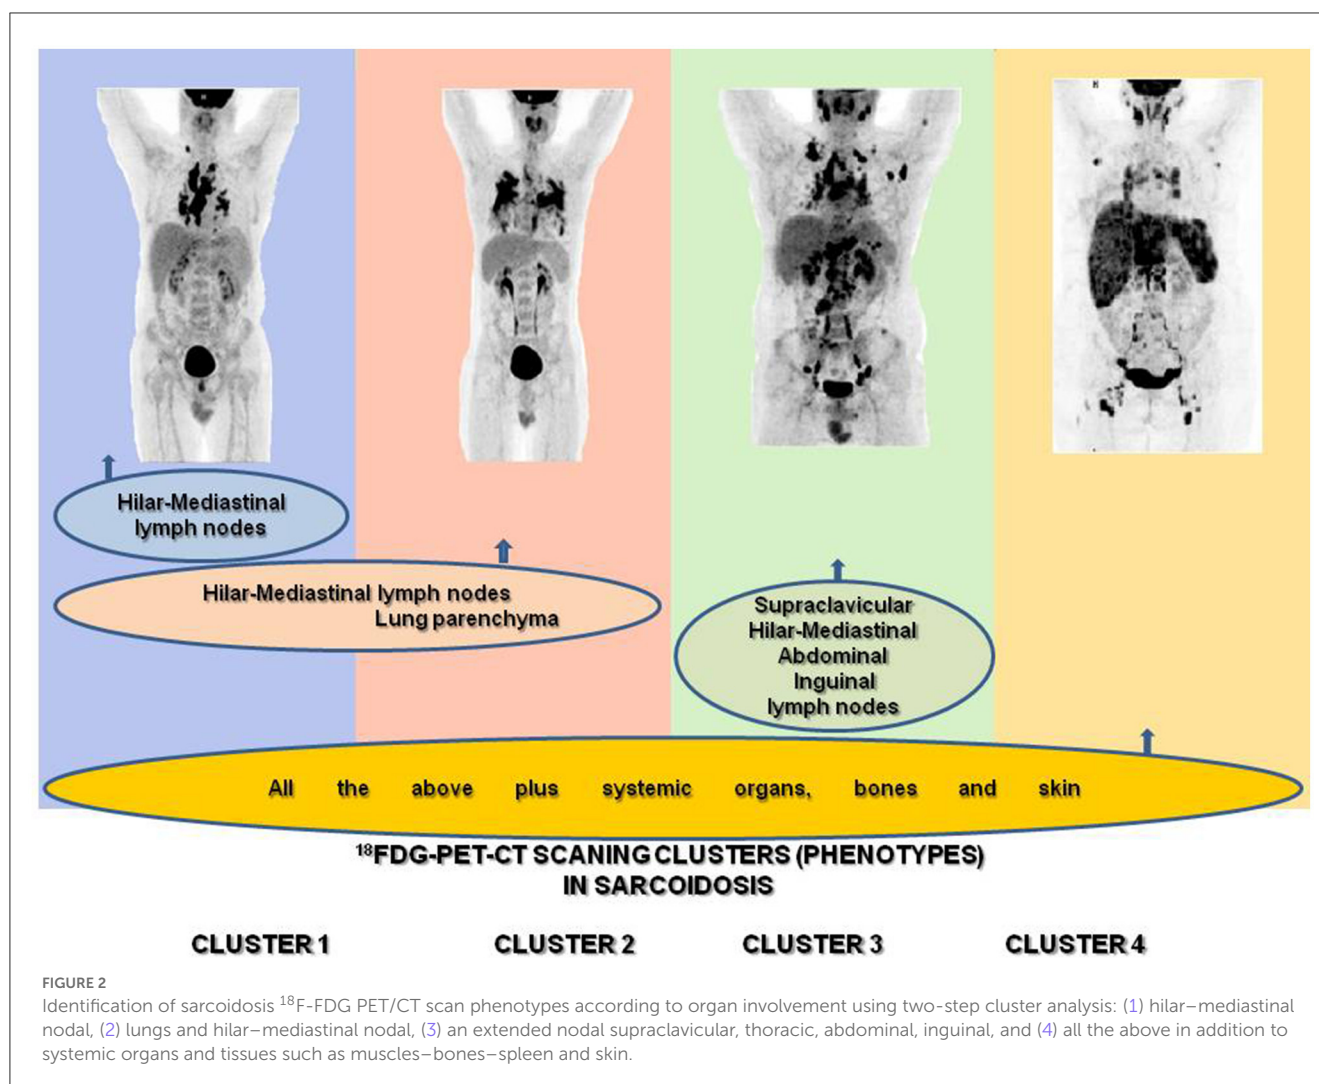 Hilar-Mediastinal
lymph nodes
Hilar-Mediastinal lymph nodes
Lung parenchyma
Supraclavicular
Hilar-Mediastinal
Abdominal
Inguinal
lymph nodes
All the above plus systemic organs, bones and skin
18FDG-PET-CT SCANING CLUSTERS (PHENOTYPES)
IN SARCOIDOSIS
CLUSTER 1 CLUSTER 2 CLUSTER 3 CLUSTER 4
FIGURE 2
Identification of sarcoidosis 18F-FDG PET/CT scan phenotypes according to organ involvement using two-step cluster analysis: (1) hilar–mediastinal
nodal, (2) lungs and hilar–mediastinal nodal, (3) an extended nodal supraclavicular, thoracic, abdominal, inguinal, and (4) all the above in addition to
systemic organs and tissues such as muscles–bones–spleen and skin.